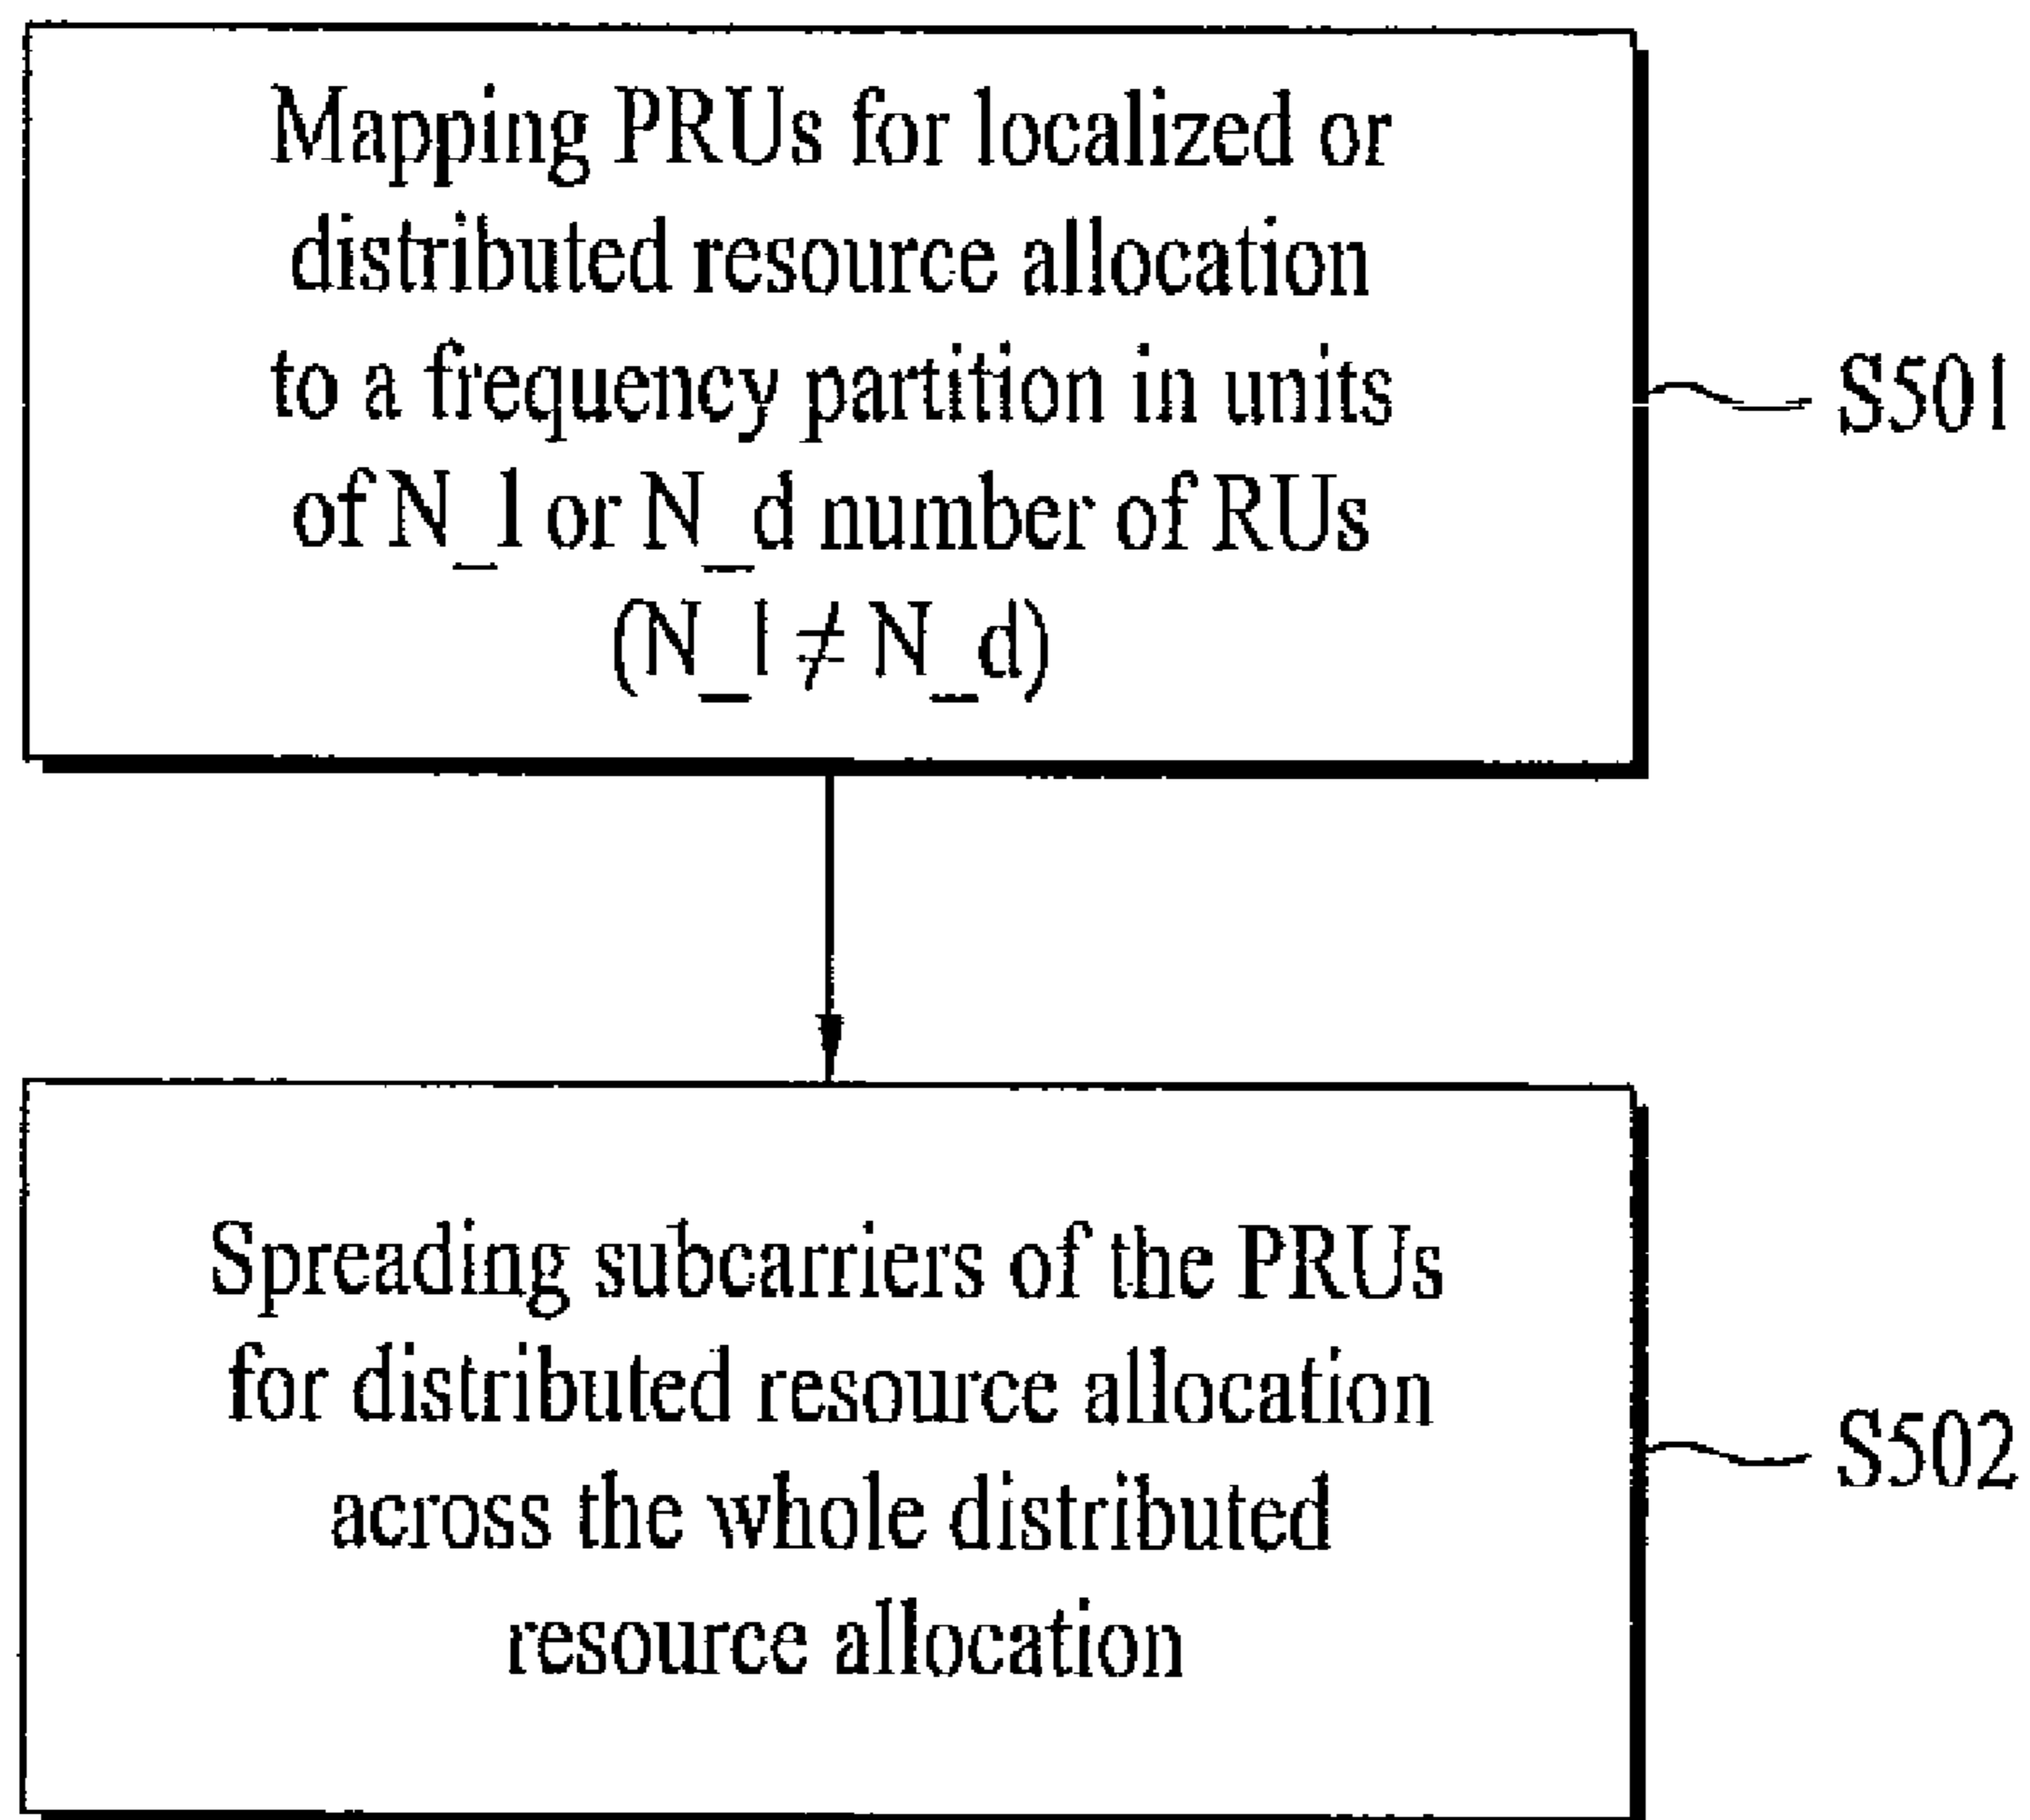 Mapping PRUs for localized or
distributed resource allocation
to a frequency partition in units
of N_l or N_d number of RUs
(N_l ≠ N_d)
S501
Spreading subcarriers of the PRUs
for distributed resource allocation
across the whole distributed
resource allocation
S502